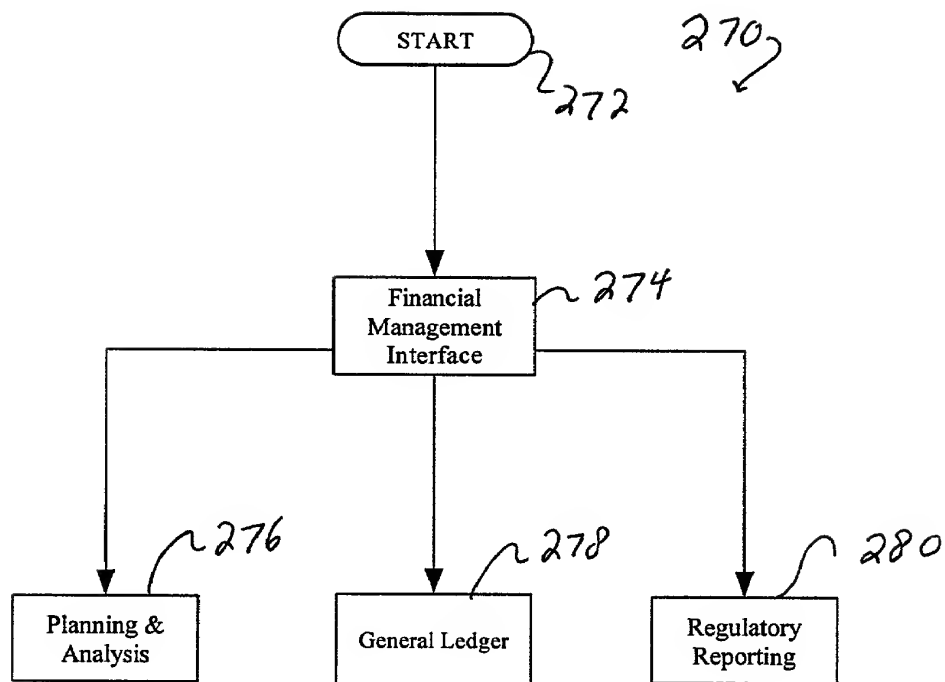 START
270
272
Financial
Management
Interface
274
276
278
280
Planning &
Analysis
General Ledger
Regulatory
Reporting